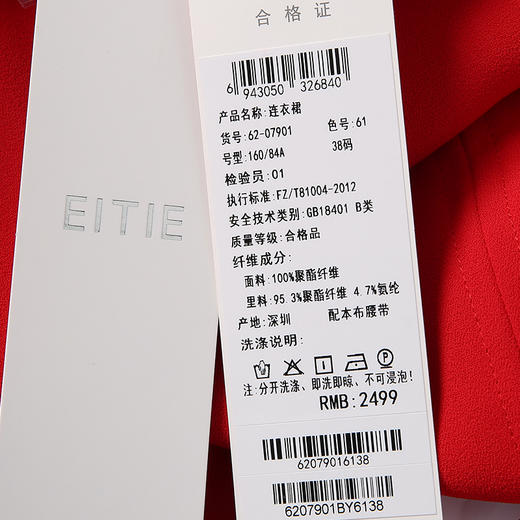 合格证
6 943050 326840
产品名称:连衣裙
货号:62-07901 色号:61
号型:160/84A 38码
检验员:01
执行标准:FZ/T81004-2012
安全技术类别:GB18401 B类
质量等级:合格品
纤维成分:
面料:100%聚酯纤维
里料:95.3%聚酯纤维 4.7%氨纶
产地:深圳 配本布腰带
洗涤说明:
P
注:分开洗涤、即洗即晾、不可浸泡!
RMB:2499
62079016138
6207901BY6138
EITIE